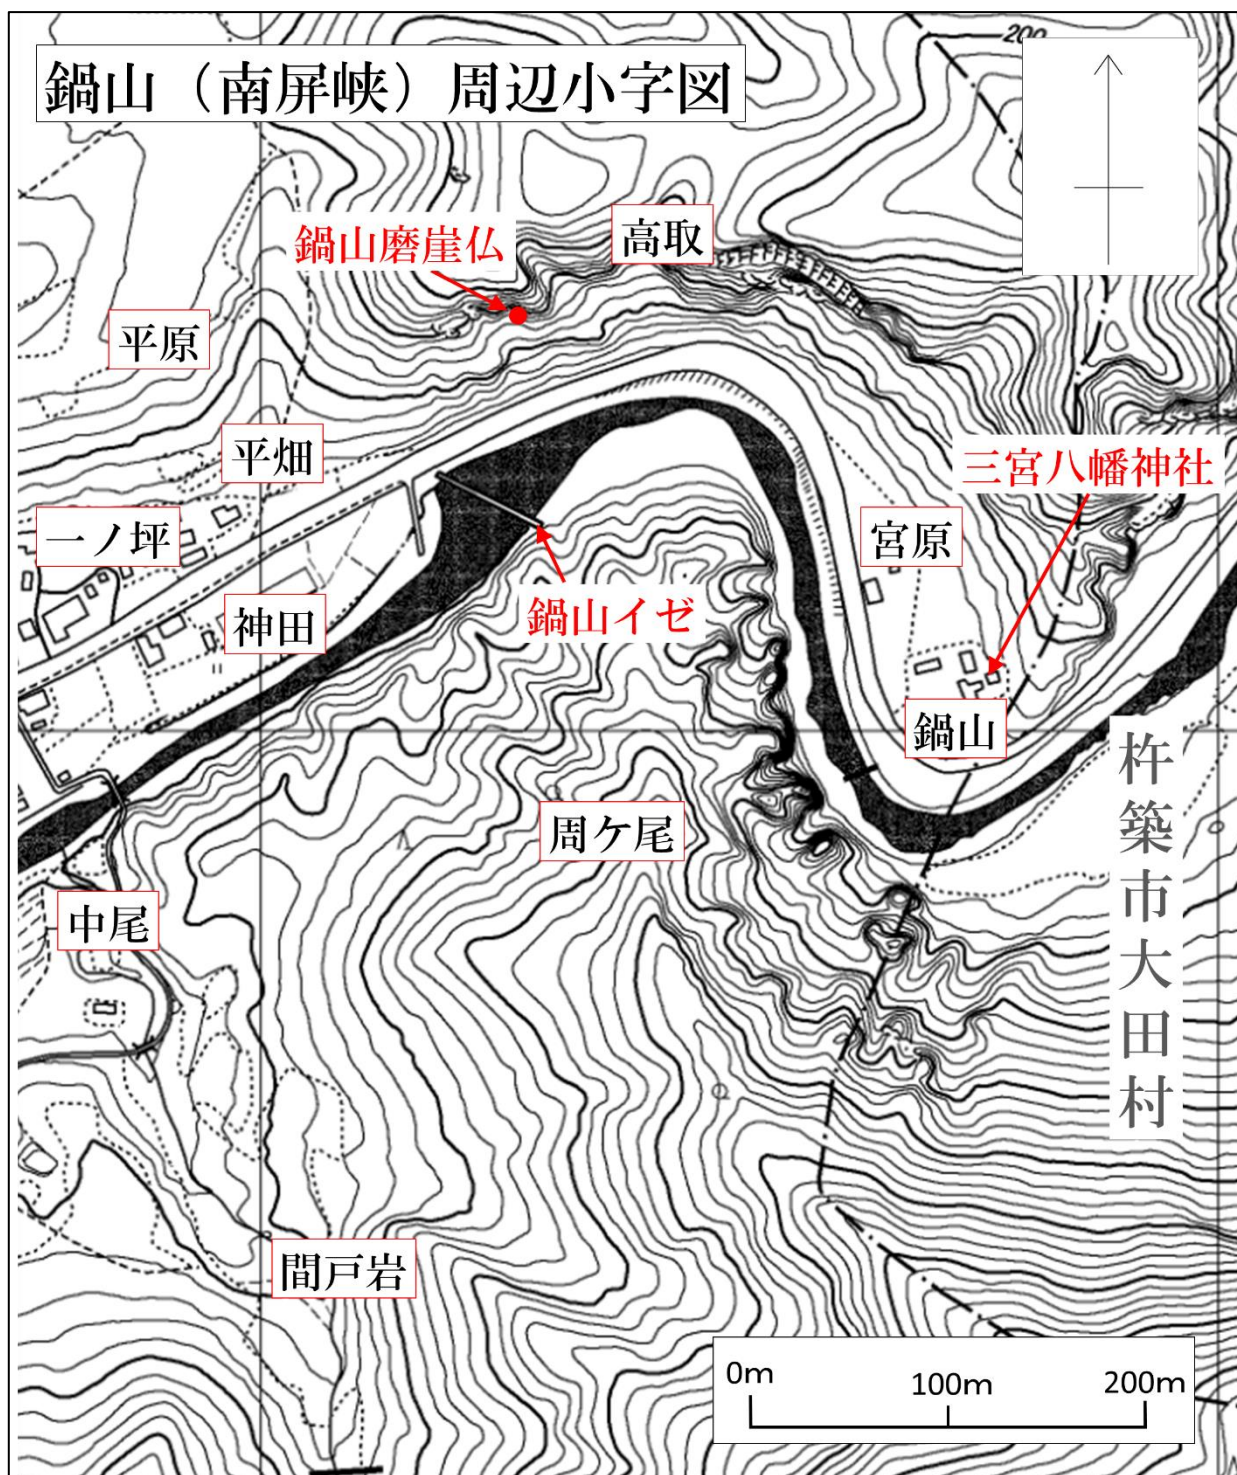 200
鍋山（南屏峡）周辺小字図
高取
鍋山磨崖仏
平原
平畑
三宮八幡神社
一ノ坪
宮原
神田
鍋山イゼ
鍋山
杵築市大田村
周ケ尾
中尾
間戸岩
0m
100m
200m